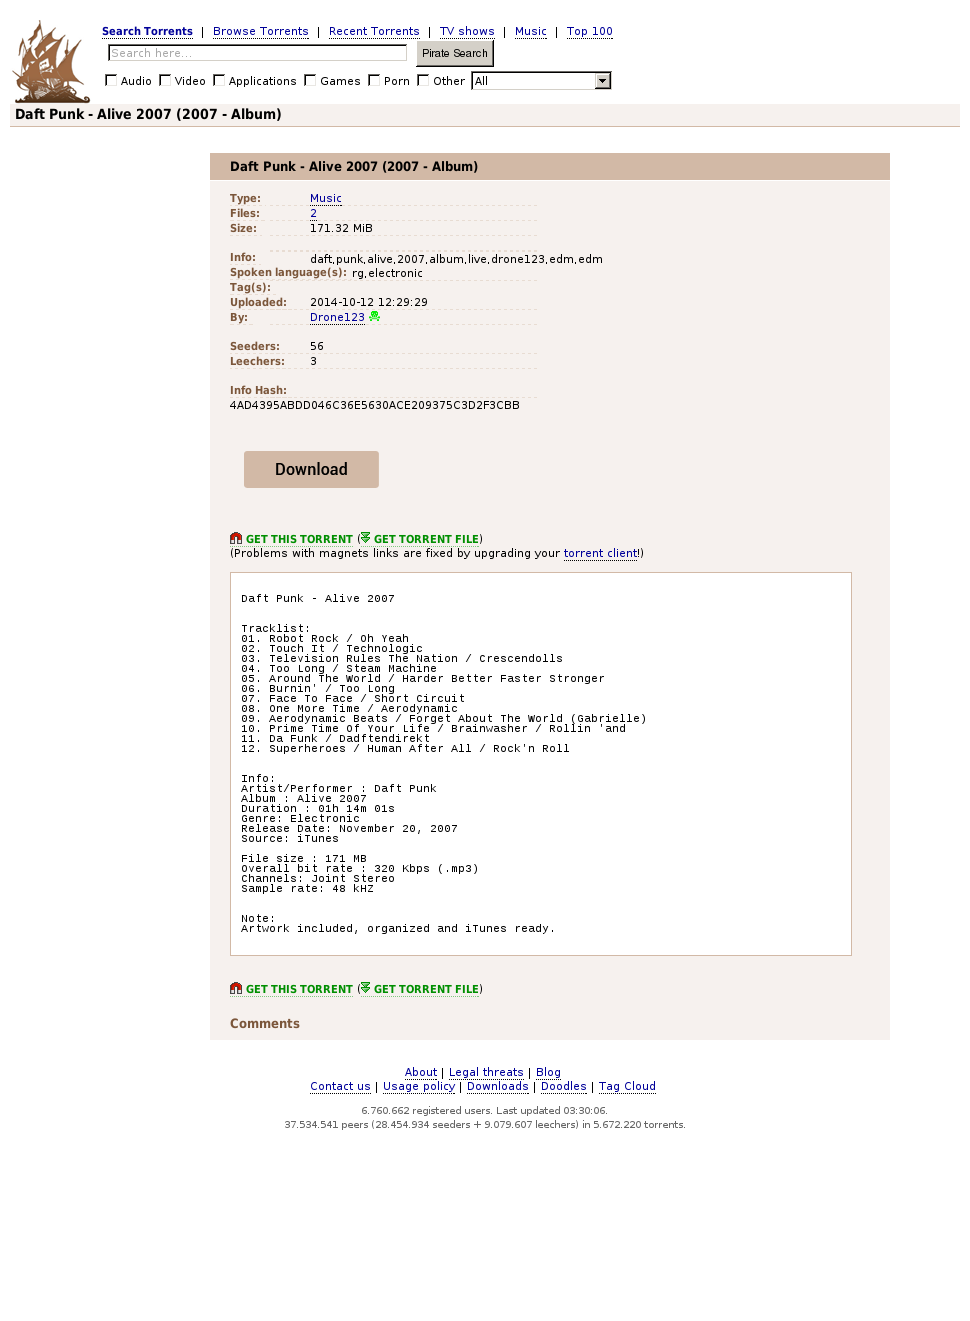 Search Torrents | Browse Torrents | Recent Torrents | TV shows | Music | Top 100
Search here... Pirate Search
Audio Video Applications Games Porn Other All
Daft Punk - Alive 2007 (2007 - Album)
Daft Punk - Alive 2007 (2007 - Album)
Type: Music
Files: 2
Size: 171.32 MiB
Info: daft,punk,alive,2007,album,live,drone123,edm,edm
Spoken language(s): rg,electronic
Tag(s):
Uploaded: 2014-10-12 12:29:29
By: Drone123
Seeders: 56
Leechers: 3
Info Hash:
4AD4395ABDD046C36E5630ACE209375C3D2F3CBB
Download
GET THIS TORRENT (GET TORRENT FILE)
(Problems with magnets links are fixed by upgrading your torrent client!)
Daft Punk - Alive 2007
Tracklist:
01. Robot Rock / Oh Yeah
02. Touch It / Technologic
03. Television Rules The Nation / Crescendolls
04. Too Long / Steam Machine
05. Around The World / Harder Better Faster Stronger
06. Burnin' / Too Long
07. Face To Face / Short Circuit
08. One More Time / Aerodynamic
09. Aerodynamic Beats / Forget About The World (Gabrielle)
10. Prime Time Of Your Life / Brainwasher / Rollin 'and
11. Da Funk / Dadftendirekt
12. Superheroes / Human After All / Rock'n Roll
Info:
Artist/Performer : Daft Punk
Album : Alive 2007
Duration : 01h 14m 01s
Genre: Electronic
Release Date: November 20, 2007
Source: iTunes
File size : 171 MB
Overall bit rate : 320 Kbps (.mp3)
Channels: Joint Stereo
Sample rate: 48 kHZ
Note:
Artwork included, organized and iTunes ready.
GET THIS TORRENT (GET TORRENT FILE)
Comments
About | Legal threats | Blog
Contact us | Usage policy | Downloads | Doodles | Tag Cloud
6.760.662 registered users. Last updated 03:30:06.
37.534.541 peers (28.454.934 seeders + 9.079.607 leechers) in 5.672.220 torrents.